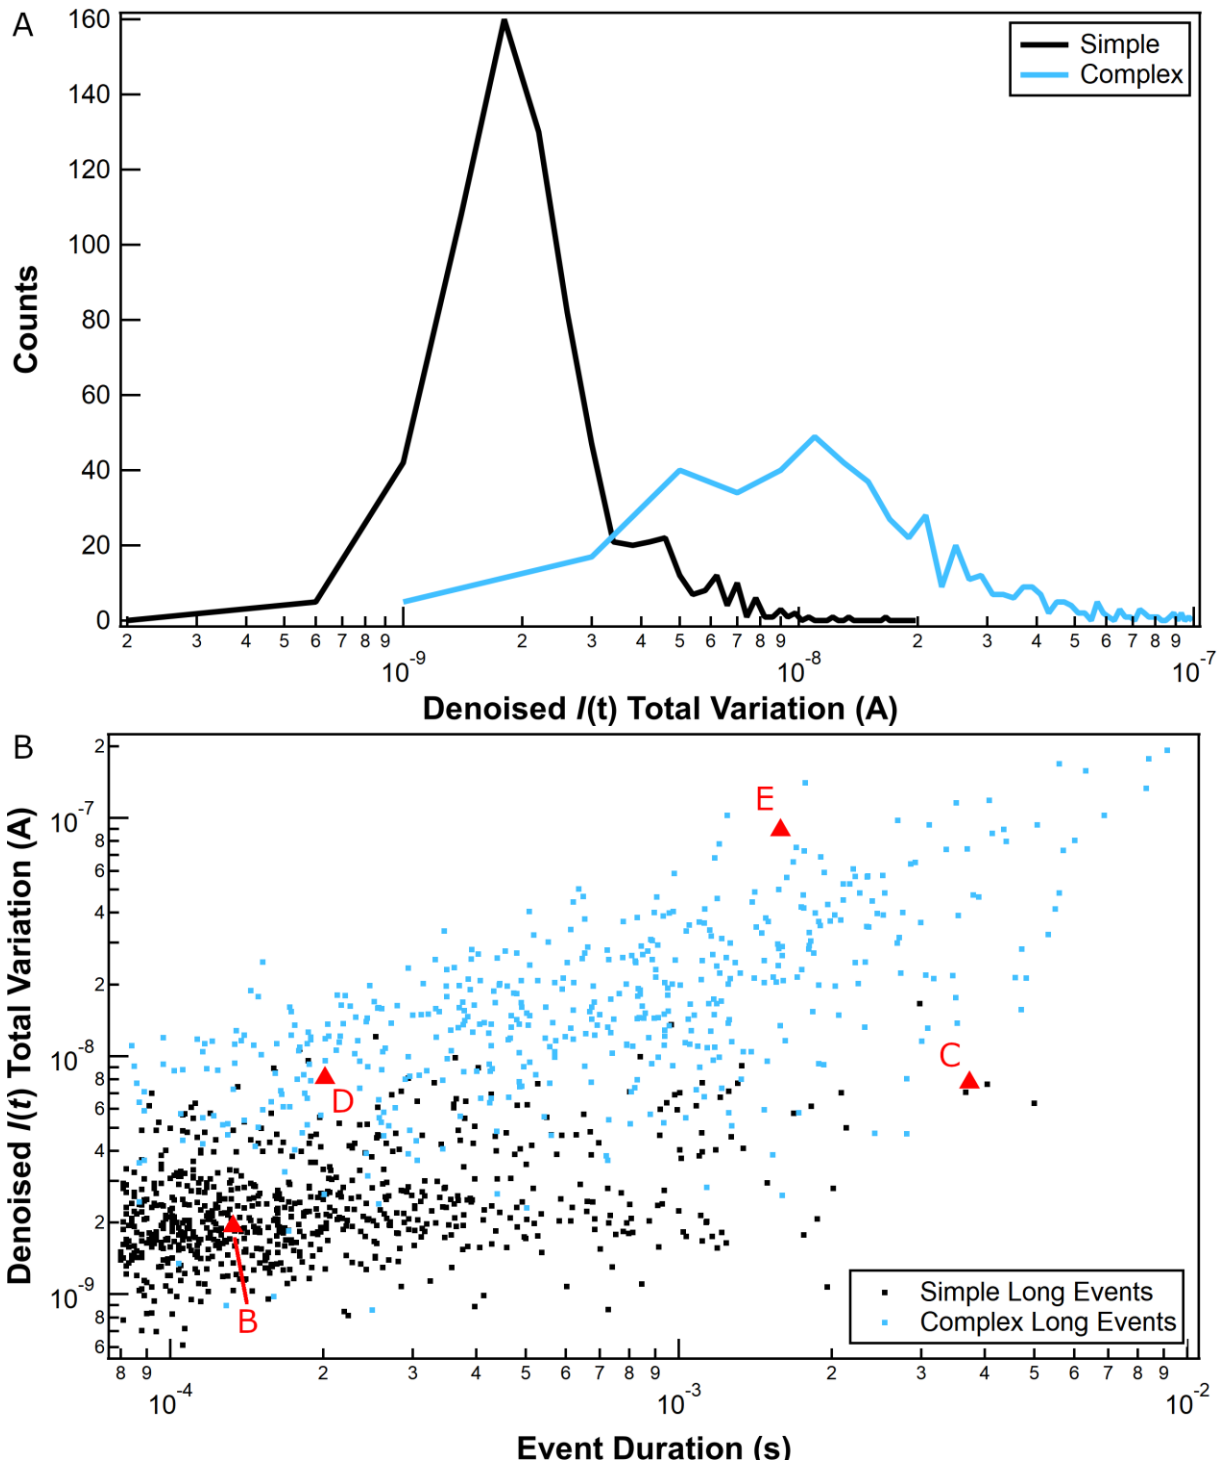 A
160
140
120
100
80
60
40
20
0
Counts
Simple
Complex
2 3 4 5 6 7 8 9 2 3 4 5 6 7 8 9 2 3 4 5 6 7 8 9
10⁻⁹ 10⁻⁸ 10⁻⁷
Denoised I(t) Total Variation (A)
B
2
10⁻⁷
8
6
4
2
10⁻⁸
8
6
4
2
10⁻⁹
8
6
Denoised I(t) Total Variation (A)
E
C
D
B
Simple Long Events
Complex Long Events
8 9 2 3 4 5 6 7 8 9 2 3 4 5 6 7 8 9
10⁻⁴ 10⁻³ 10⁻²
Event Duration (s)